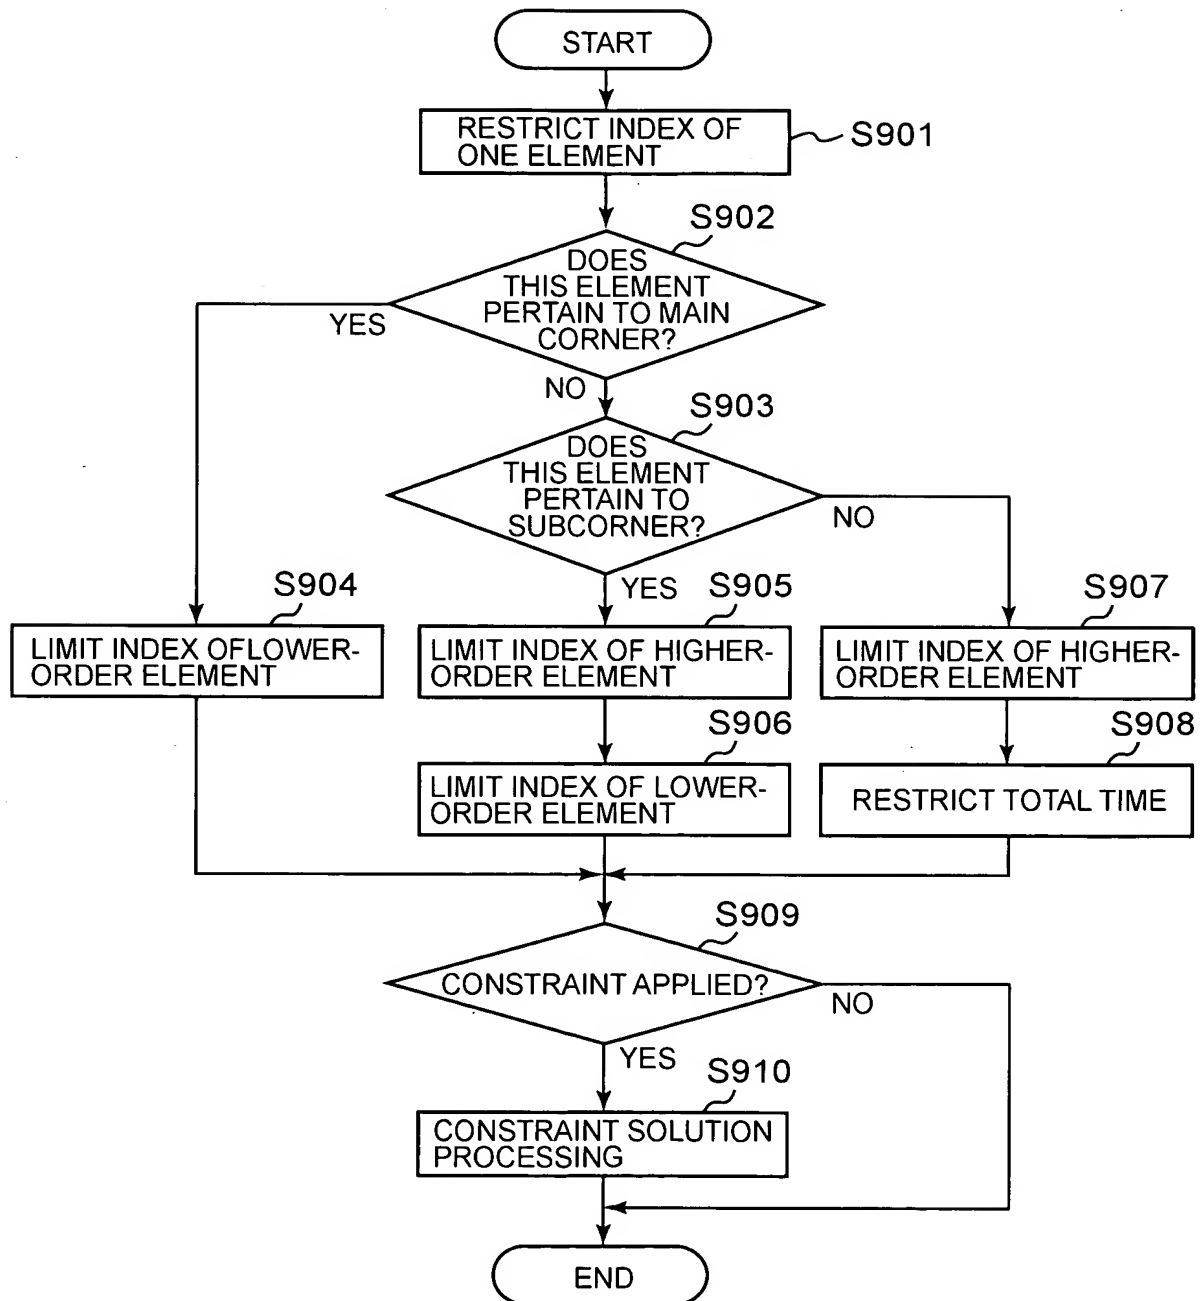 START
RESTRICT INDEX OF
ONE ELEMENT
S901
S902
DOES
THIS ELEMENT
PERTAIN TO MAIN
CORNER?
YES
NO
S903
DOES
THIS ELEMENT
PERTAIN TO
SUBCORNER?
NO
YES
S904
LIMIT INDEX OF LOWER-
ORDER ELEMENT
S905
LIMIT INDEX OF HIGHER-
ORDER ELEMENT
S907
LIMIT INDEX OF HIGHER-
ORDER ELEMENT
S906
LIMIT INDEX OF LOWER-
ORDER ELEMENT
S908
RESTRICT TOTAL TIME
S909
CONSTRAINT APPLIED?
NO
YES
S910
CONSTRAINT SOLUTION
PROCESSING
END